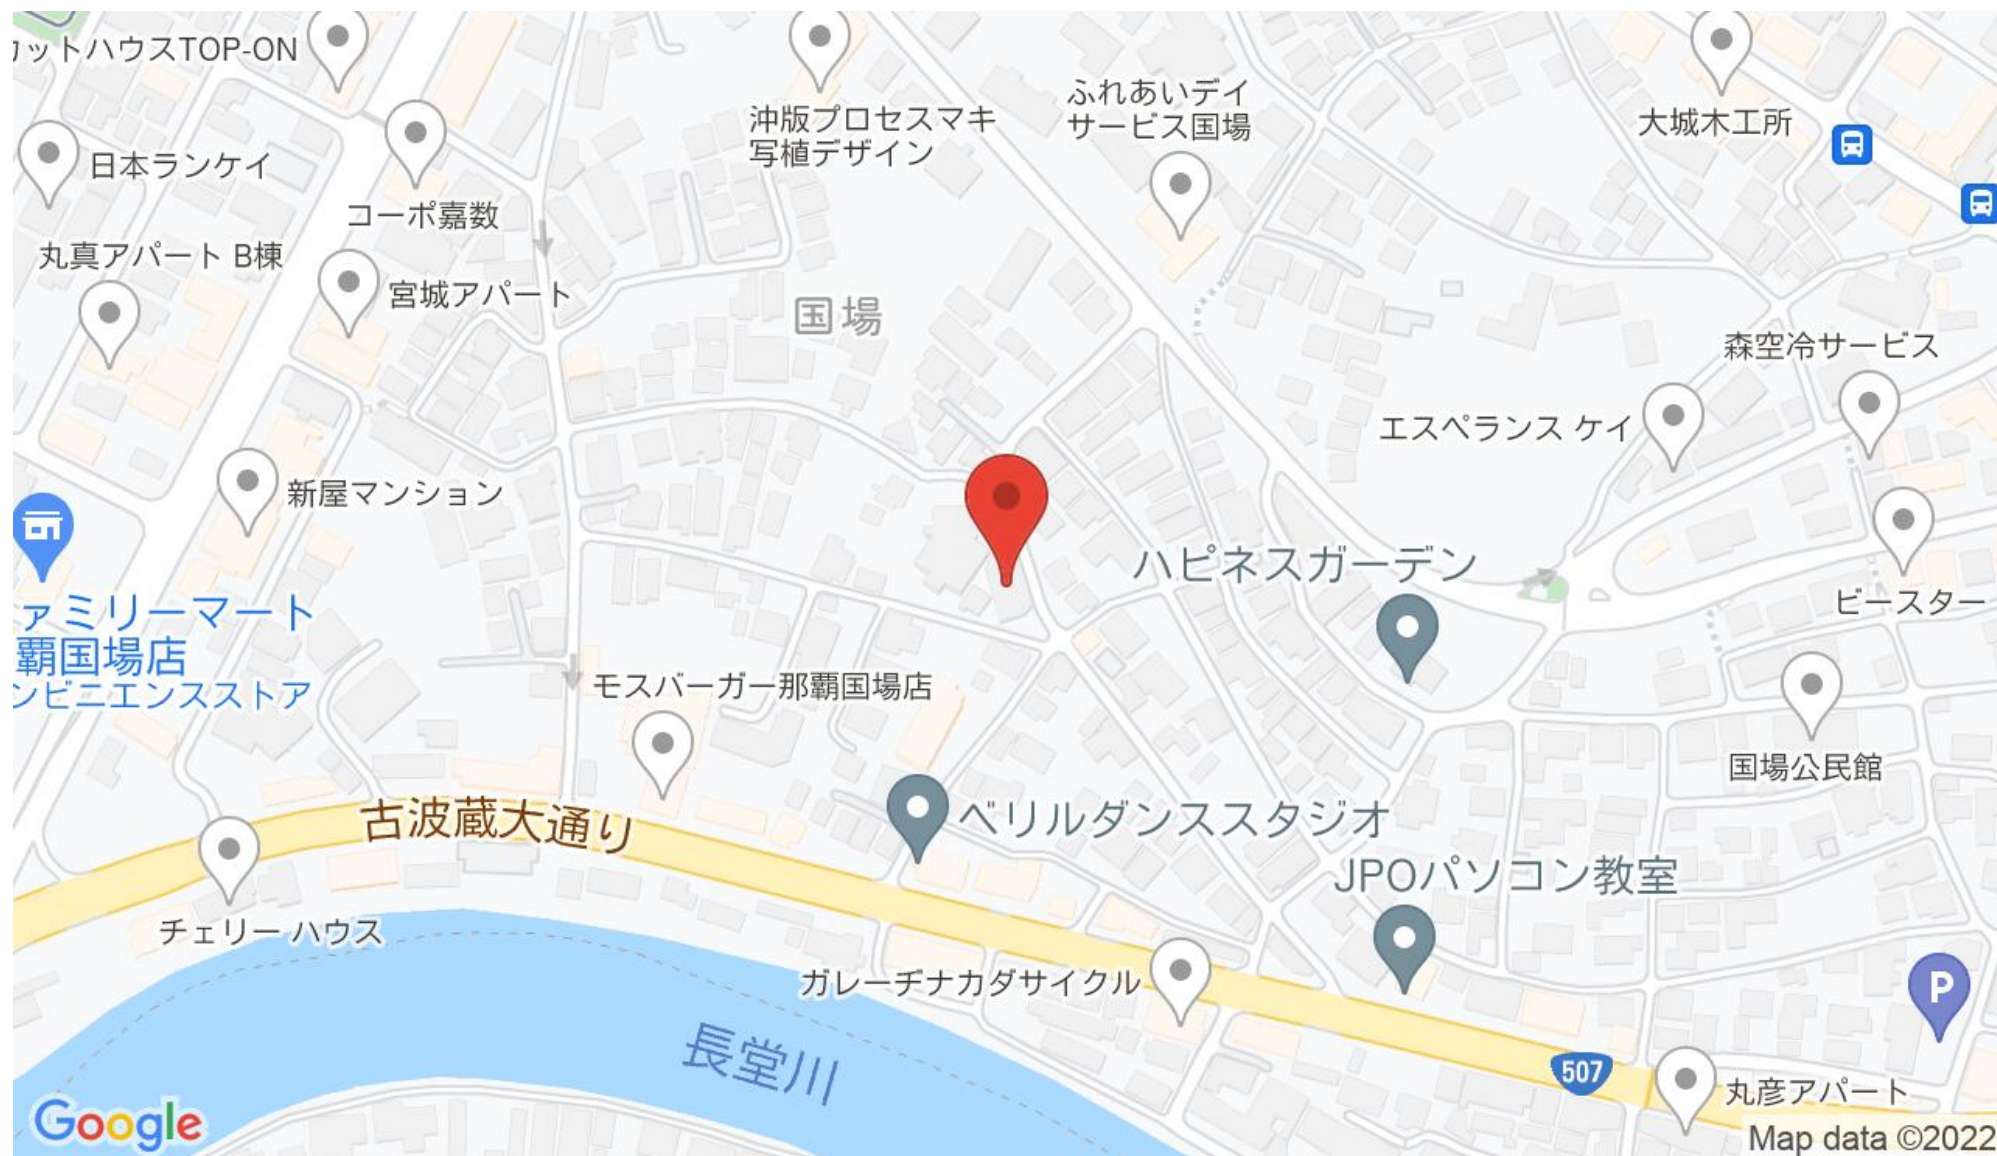 カットハウスTOP-ON
沖版プロセスマキ
写植デザイン
ふれあいデイ
サービス国場
大城木工所
日本ランケイ
コーポ嘉数
丸真アパート B棟
宮城アパート
国場
森空冷サービス
エスペランス ケイ
新屋マンション
ハピネスガーデン
ビースター
ァミリーマート
覇国場店
ンビニエンスストア
モスバーガー那覇国場店
国場公民館
古波蔵大通り
ベリルダンススタジオ
JPOパソコン教室
チェリー ハウス
ガレーヂナカダサイクル
P
長堂川
507
丸彦アパート
Google
Map data ©2022